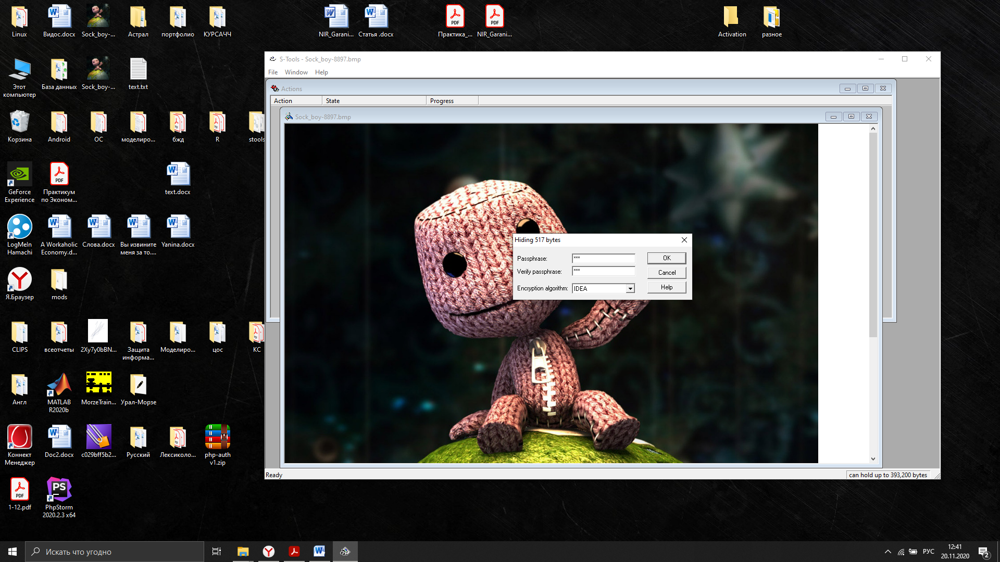 Linux
Видос.docx
Sock_boy-...
Астрал
портфолио
КУРСАЧЧ
NIR_Garani...
Статья .docx
Практика_...
NIR_Garani...
Activation
разное
Этот
компьютер
База данных
Sock_boy-...
text.txt
Корзина
Android
ОС
моделиро...
бжд
R
stools
GeForce
Experience
Практикум
по Эконом...
text.docx
LogMeIn
Hamachi
A Workaholic
Economy.d...
Слова.docx
Вы извините
меня за то....
Yanina.docx
Я.Браузер
mods
CLIPS
всеотчеты
2Xy7y0bBN...
Защита
информа...
Моделиро...
цос
КС
Англ
MATLAB
R2020b
MorzeTrain...
Урал-Морзе
Коннект
Менеджер
Doc2.docx
c029bff5b2...
Русский
Лексиколо...
php-auth
v1.zip
1-12.pdf
PhpStorm
2020.2.3 x64
S-Tools - Sock_boy-8897.bmp
File Window Help
Actions
Action State Progress
Sock_boy-8897.bmp
Hiding 517 bytes
Passphrase: ***
OK
Verify passphrase: ***
Cancel
Encryption algorithm: IDEA
Help
Ready
can hold up to 393,200 bytes
Искать что угодно
РУС
12:41
20.11.2020
2